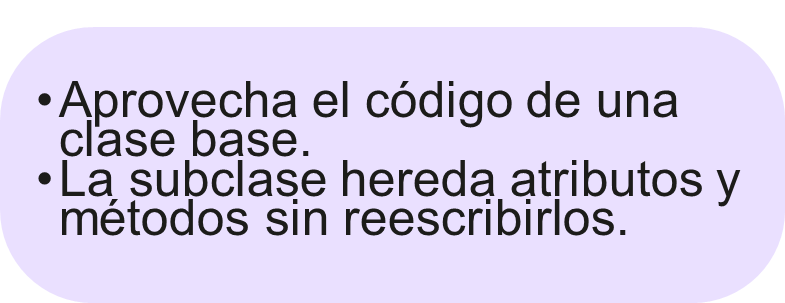 •Aprovecha el código de una
clase base.
•La subclase hereda atributos y
métodos sin reescribirlos.